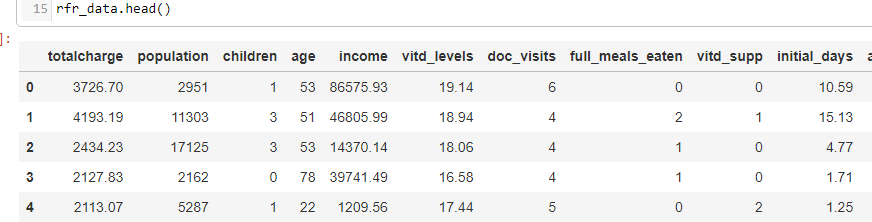 15 rfr_data.head()
]:
totalcharge population children age income vitd_levels doc_visits full_meals_eaten vitd_supp initial_days a
0 3726.70 2951 1 53 86575.93 19.14 6 0 0 10.59
1 4193.19 11303 3 51 46805.99 18.94 4 2 1 15.13
2 2434.23 17125 3 53 14370.14 18.06 4 1 0 4.77
3 2127.83 2162 0 78 39741.49 16.58 4 1 0 1.71
4 2113.07 5287 1 22 1209.56 17.44 5 0 2 1.25